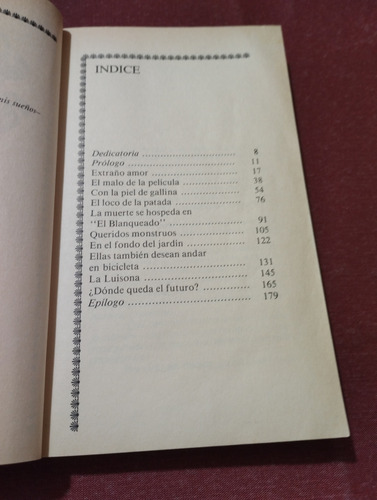 mis sueños—
INDICE
Dedicatoria ........................ 8
Prólogo ............................ 11
Extraño amor ....................... 17
El malo de la película ............. 38
Con la piel de gallina ............. 54
El loco de la patada ............... 76
La muerte se hospeda en
"El Blanqueado" .................... 91
Queridos monstruos ................. 105
En el fondo del jardín ............. 122
Ellas también desean andar
en bicicleta ....................... 131
La Luisona ......................... 145
¿Dónde queda el futuro? ............ 165
Epílogo ............................ 179